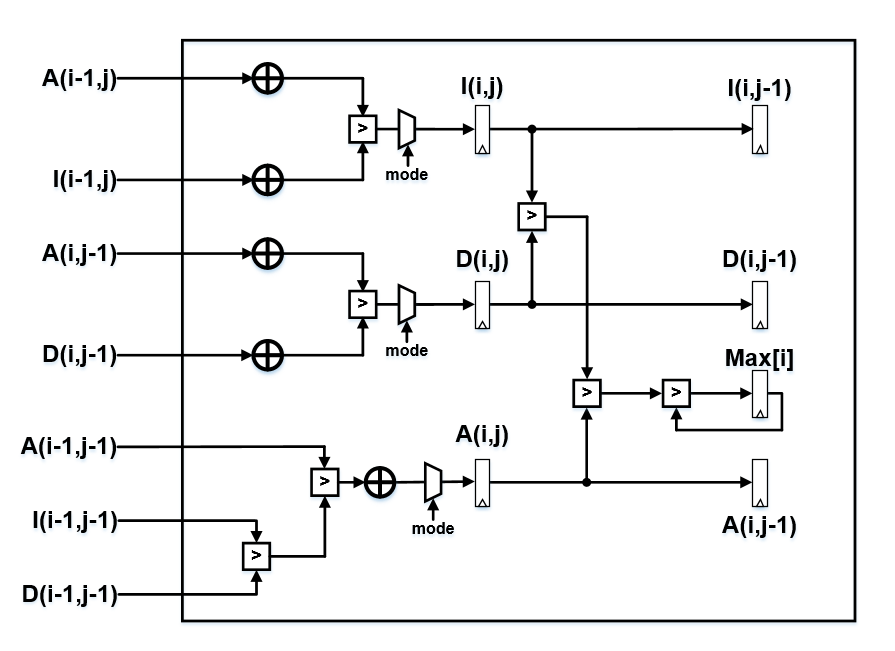 A(i-1,j)
I(i-1,j)
A(i,j-1)
D(i,j-1)
A(i-1,j-1)
I(i-1,j-1)
D(i-1,j-1)
>
mode
>
mode
>
>
mode
I(i,j)
D(i,j)
A(i,j)
>
>
>
I(i,j-1)
D(i,j-1)
Max[i]
A(i,j-1)